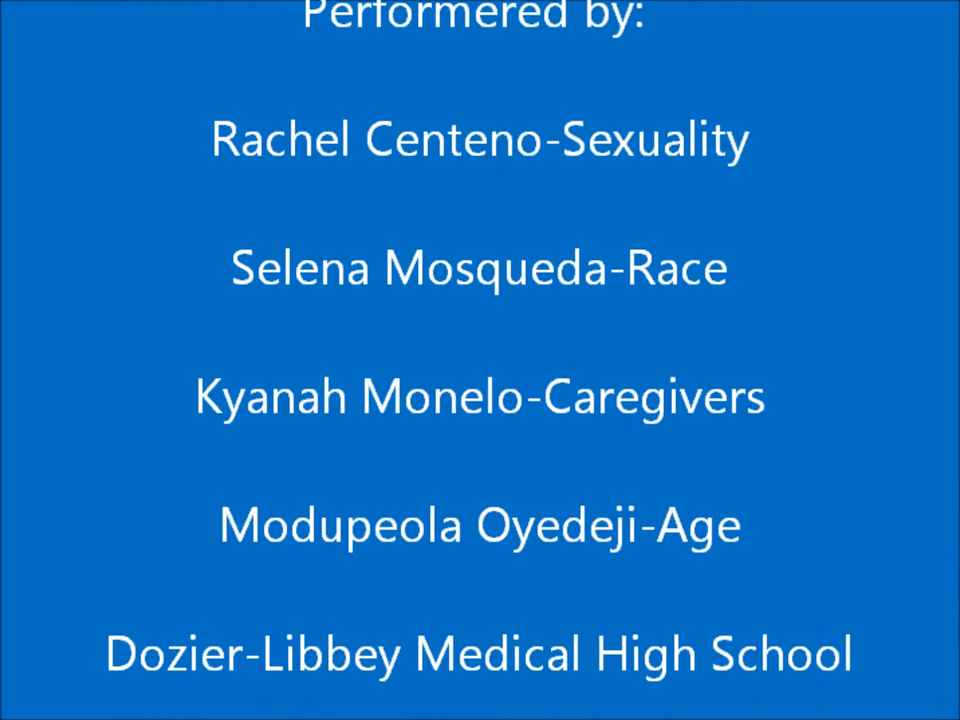 Performered by:
Rachel Centeno-Sexuality
Selena Mosqueda-Race
Kyanah Monelo-Caregivers
Modupeola Oyedeji-Age
Dozier-Libbey Medical High School